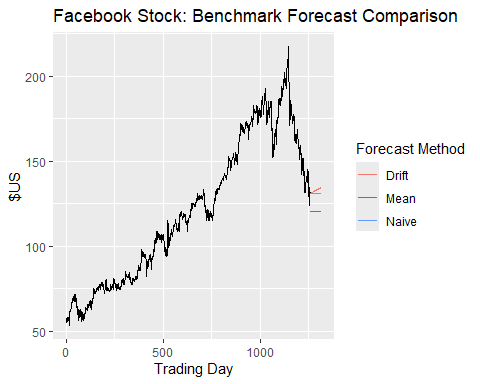 Facebook Stock: Benchmark Forecast Comparison
200
150
100
50
$US
0
500
1000
Trading Day
Forecast Method
Drift
Mean
Naive